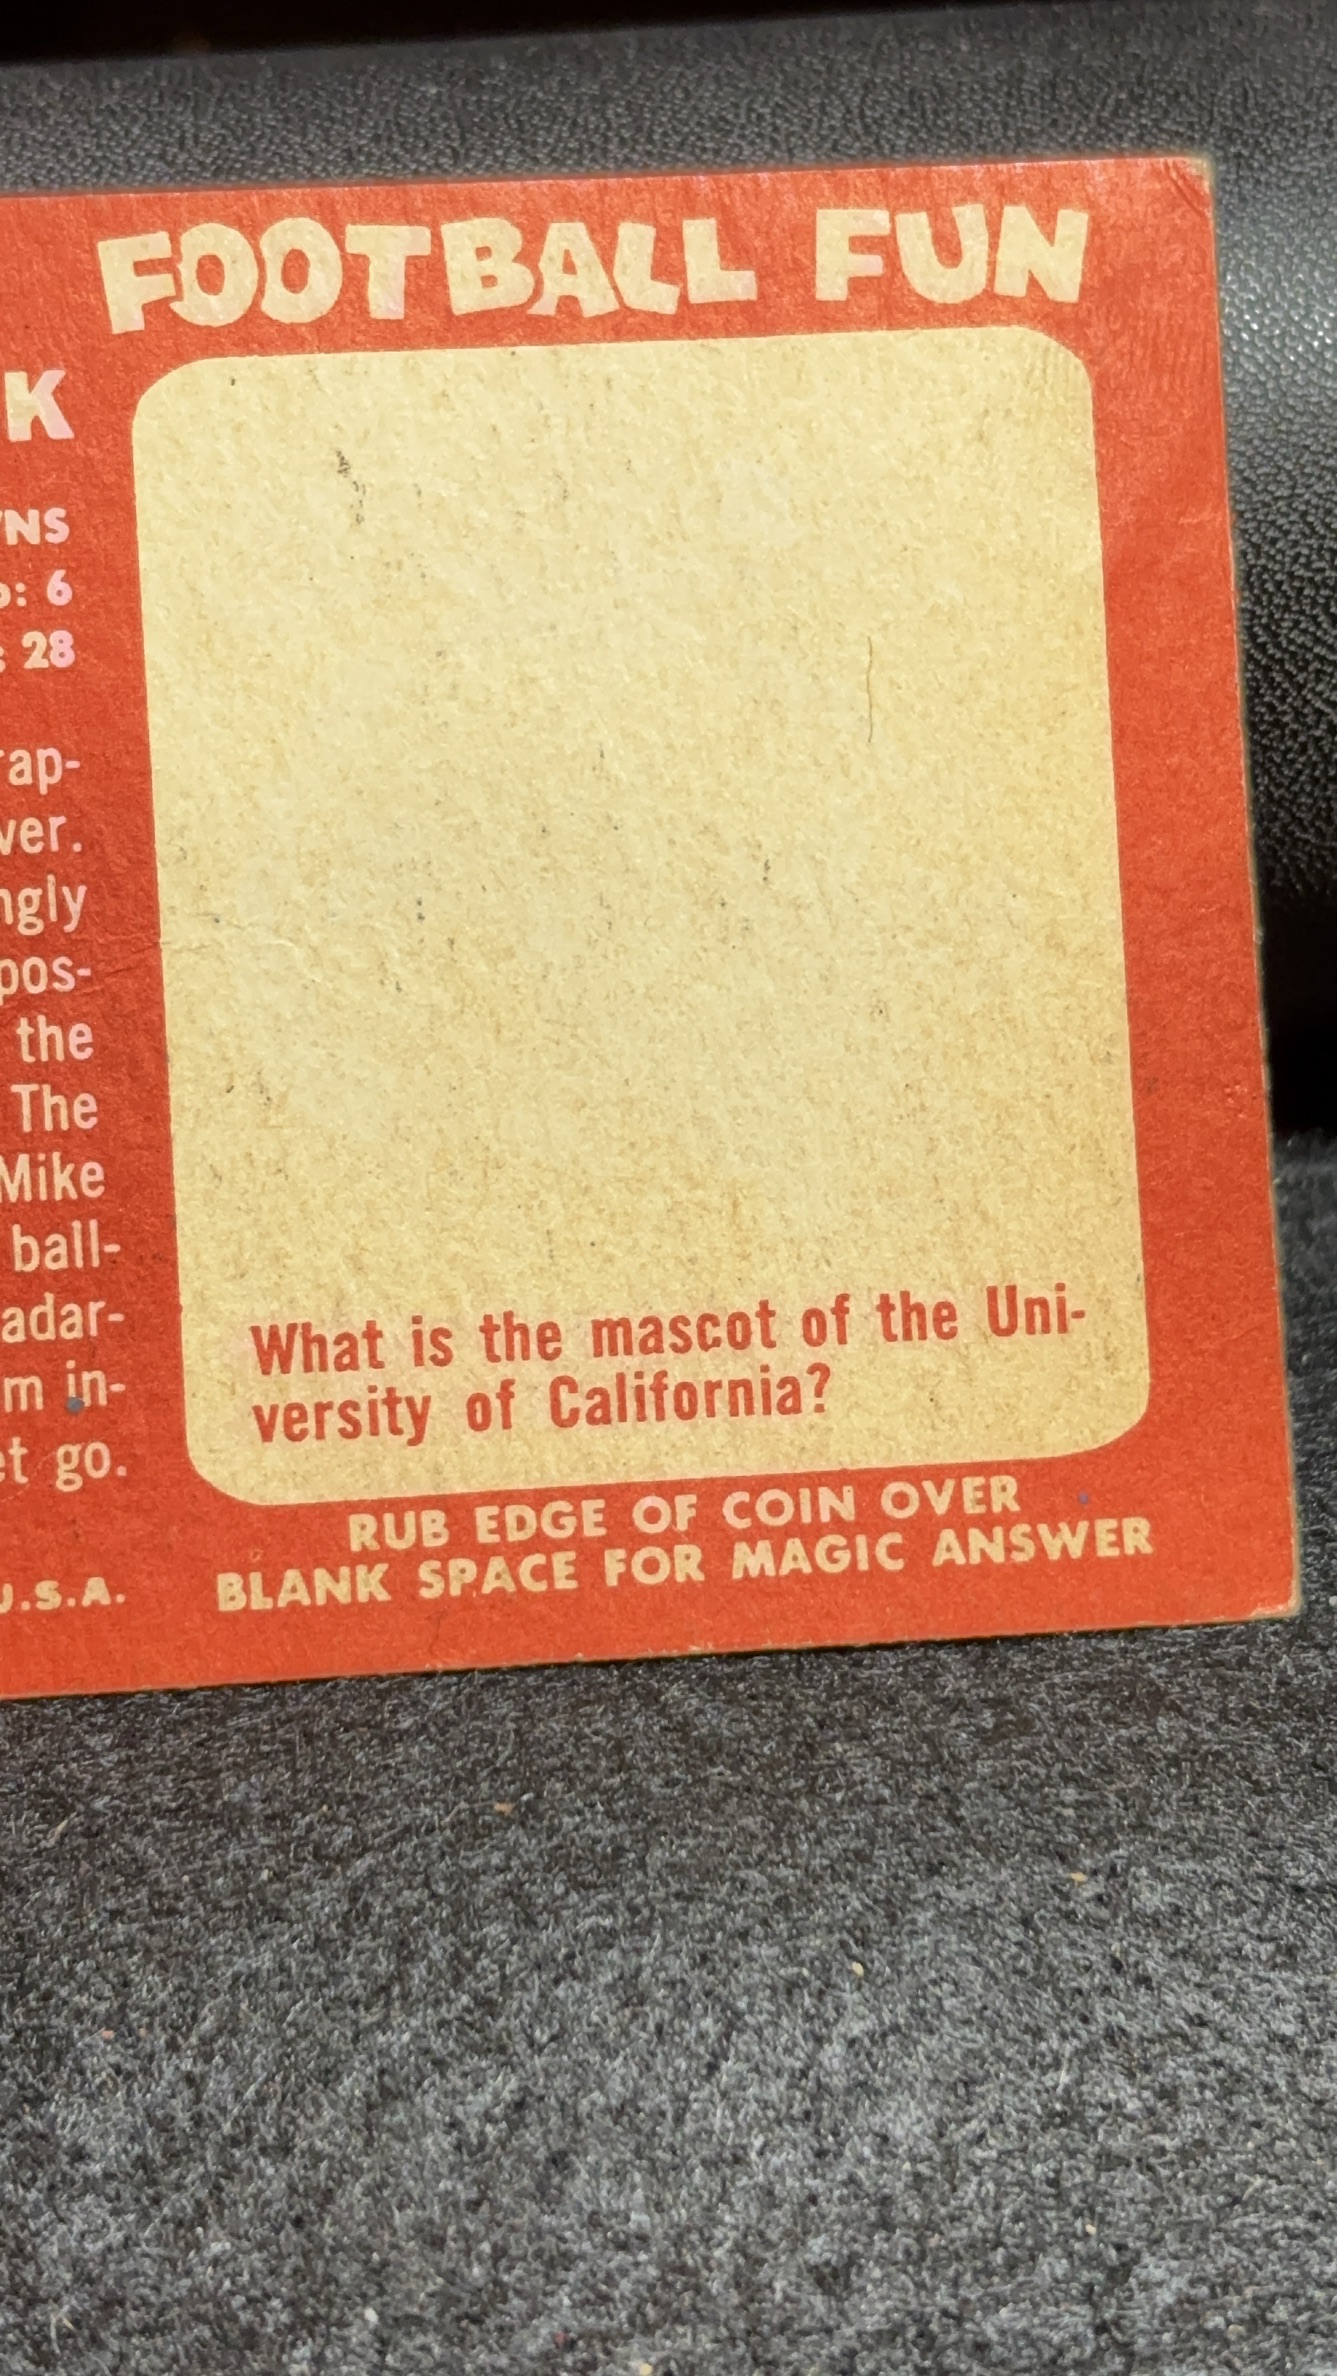 FOOTBALL FUN
K
NS
: 6
28
ap-
ver.
ngly
pos-
the
The
Mike
ball-
adar-
m in-
et go.
U.S.A.
What is the mascot of the Uni-
versity of California?
RUB EDGE OF COIN OVER
BLANK SPACE FOR MAGIC ANSWER